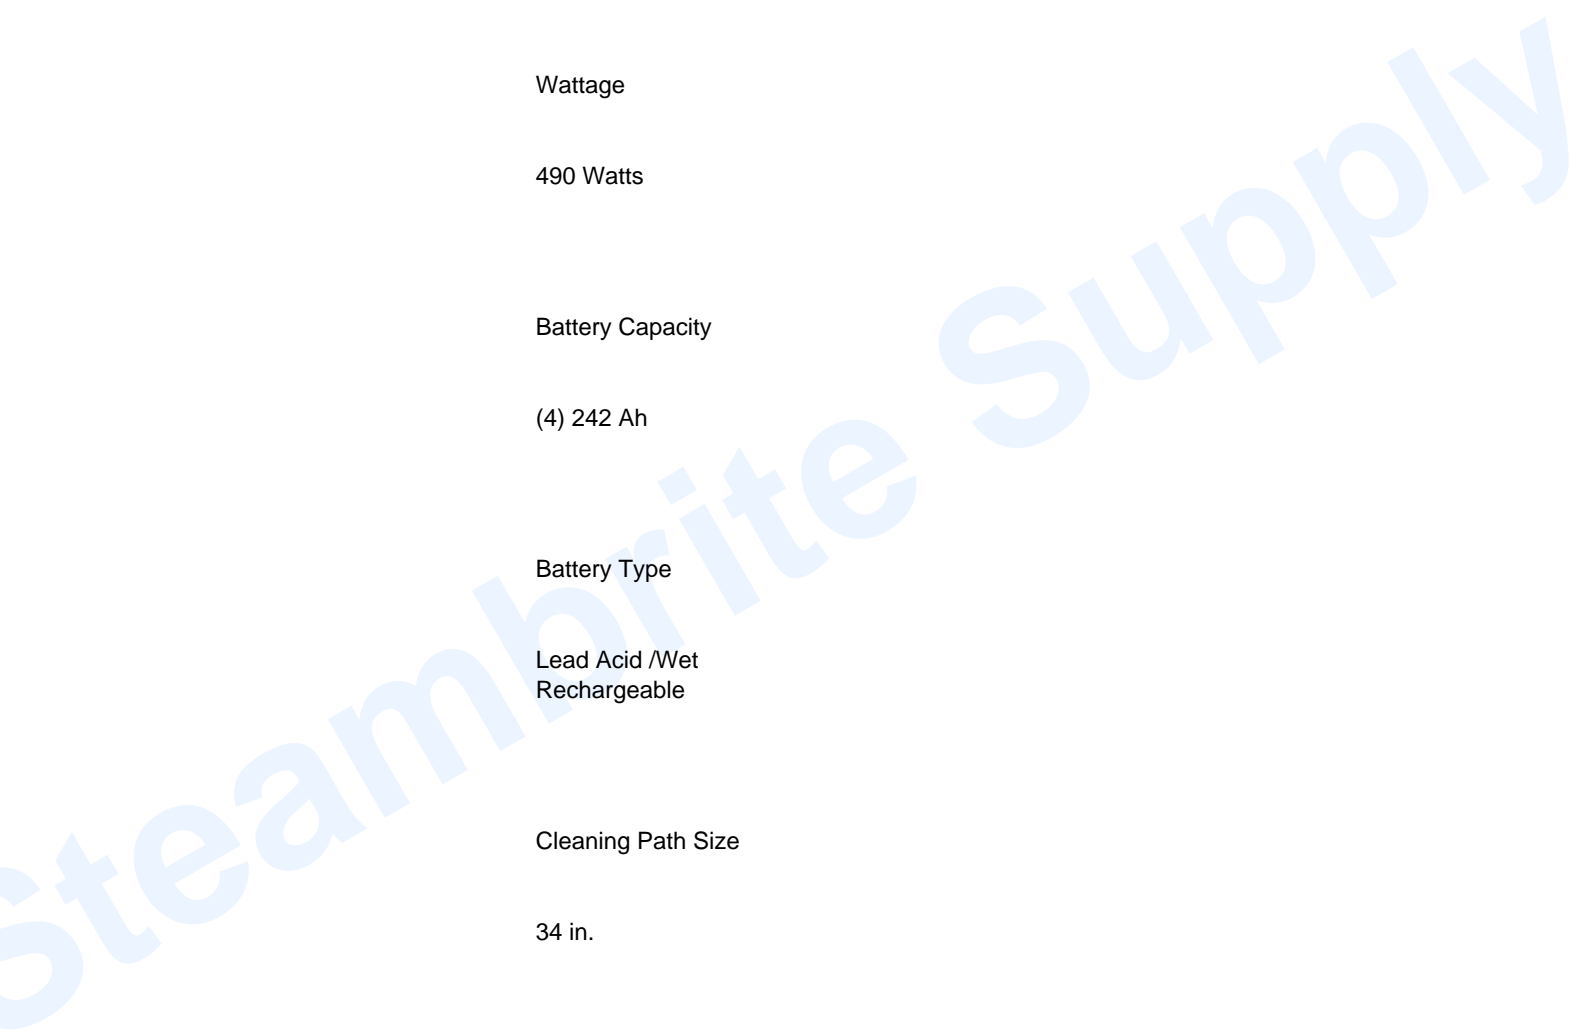 Wattage
490 Watts
Battery Capacity
(4) 242 Ah
Battery Type
Lead Acid /Wet
Rechargeable
Cleaning Path Size
34 in.
Steambrite Supply